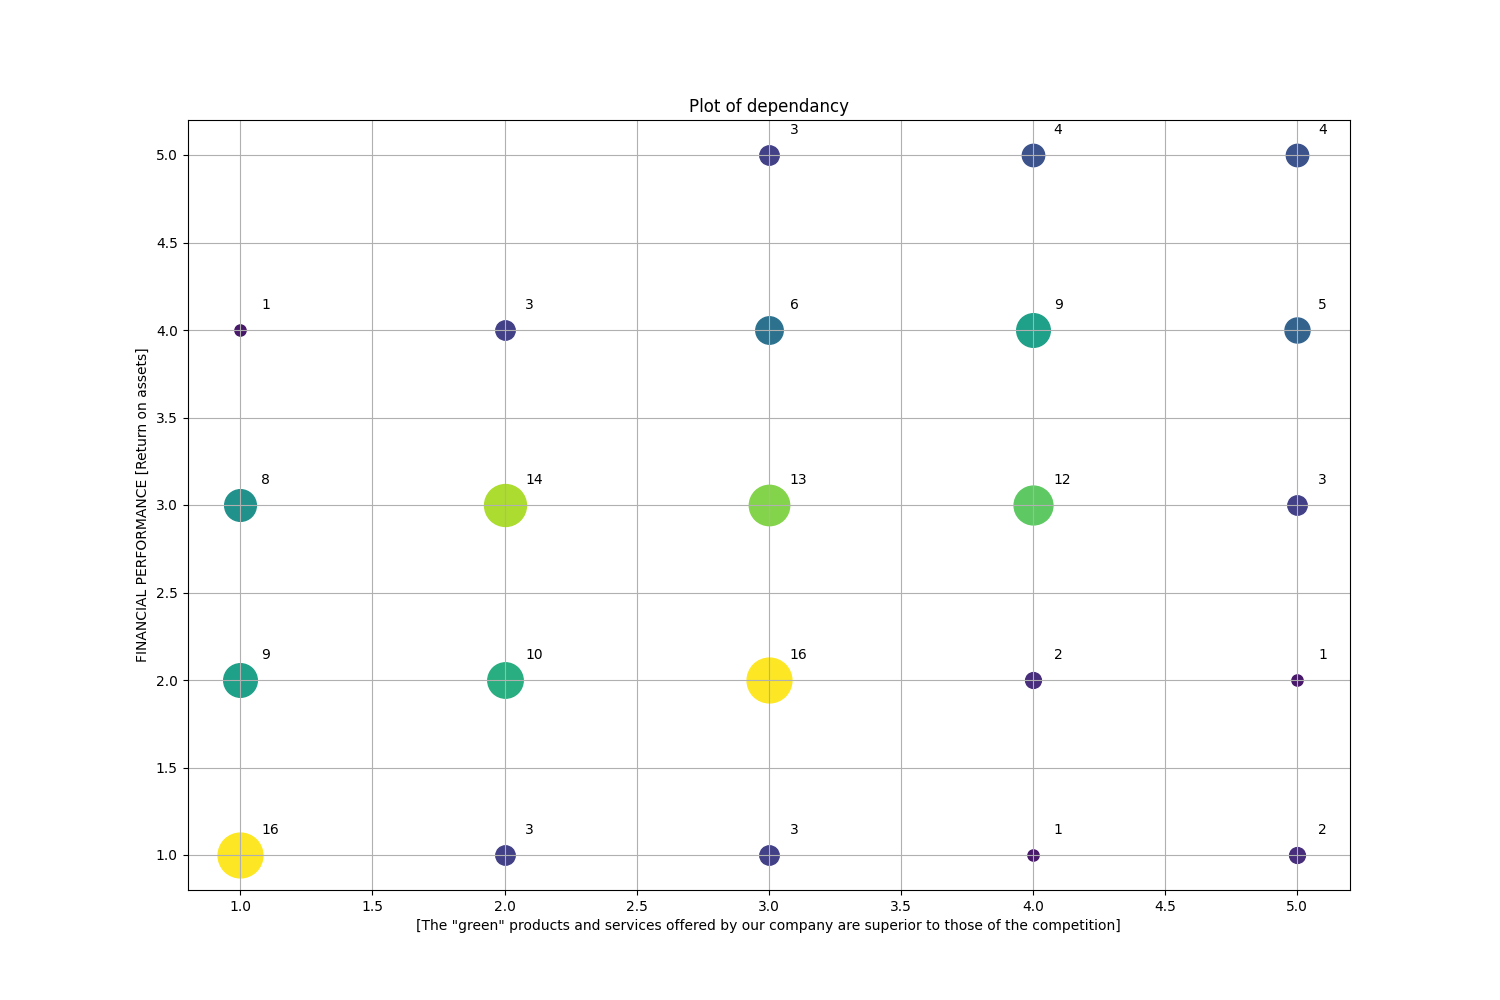 Plot of dependancy
3 4 4
5.0
4.5
1 3 6 9 5
4.0
3.5
8 14 13 12 3
3.0
2.5
9 10 16 2 1
2.0
1.5
16 3 3 1 2
1.0
1.0 1.5 2.0 2.5 3.0 3.5 4.0 4.5 5.0
FINANCIAL PERFORMANCE [Return on assets]
[The "green" products and services offered by our company are superior to those of the competition]